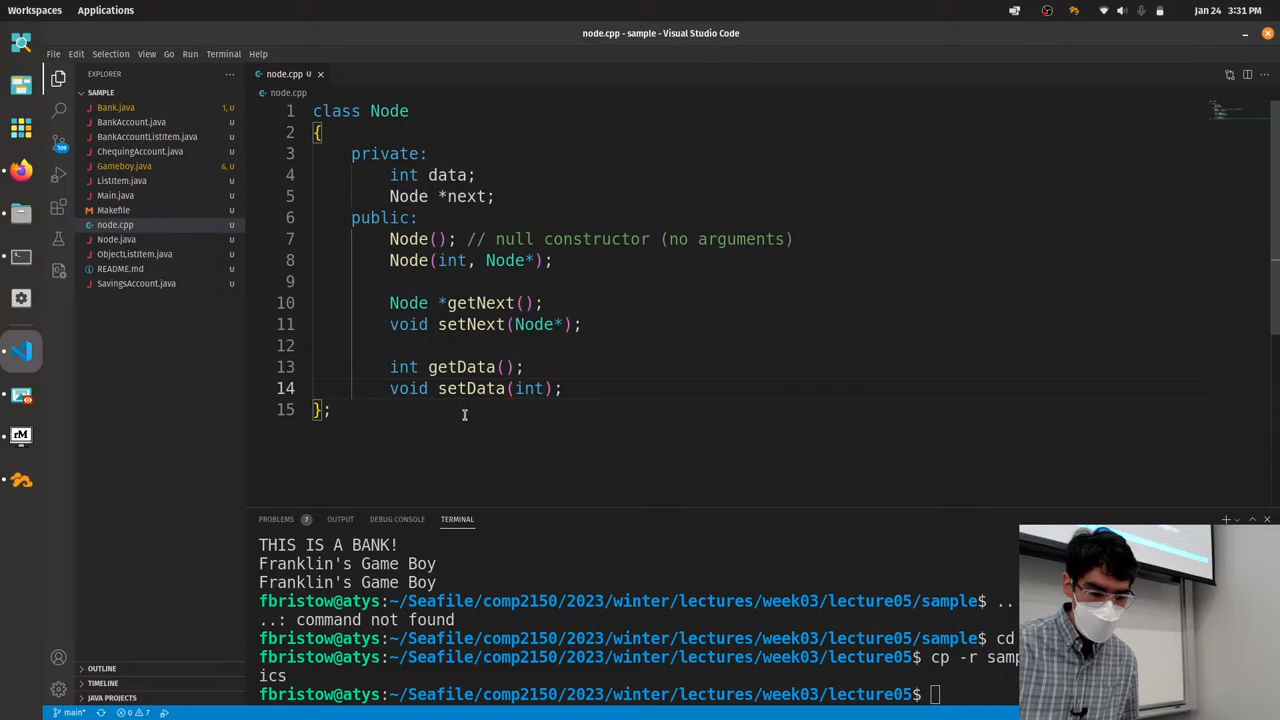 Workspaces Applications Jan 24 3:31 PM
node.cpp - sample - Visual Studio Code
File Edit Selection View Go Run Terminal Help
EXPLORER ···
node.cpp U ×
SAMPLE
node.cpp
Bank.java 1, U
BankAccount.java U
BankAccountListItem.java U
ChequingAccount.java U
Gameboy.java 6, U
ListItem.java U
Main.java U
Makefile U
node.cpp U
Node.java U
ObjectListItem.java U
README.md U
SavingsAccount.java U
109
1 class Node
2 {
3 private:
4 int data;
5 Node *next;
6 public:
7 Node(); // null constructor (no arguments)
8 Node(int, Node*);
9
10 Node *getNext();
11 void setNext(Node*);
12
13 int getData();
14 void setData(int);
15 };
PROBLEMS 7 OUTPUT DEBUG CONSOLE TERMINAL
THIS IS A BANK!
Franklin's Game Boy
Franklin's Game Boy
fbristow@atys:~/Seafile/comp2150/2023/winter/lectures/week03/lecture05/sample$ ..
..: command not found
fbristow@atys:~/Seafile/comp2150/2023/winter/lectures/week03/lecture05/sample$ cd
fbristow@atys:~/Seafile/comp2150/2023/winter/lectures/week03/lecture05$ cp -r samp
ics
fbristow@atys:~/Seafile/comp2150/2023/winter/lectures/week03/lecture05$
OUTLINE
TIMELINE
JAVA PROJECTS
main* 0 7